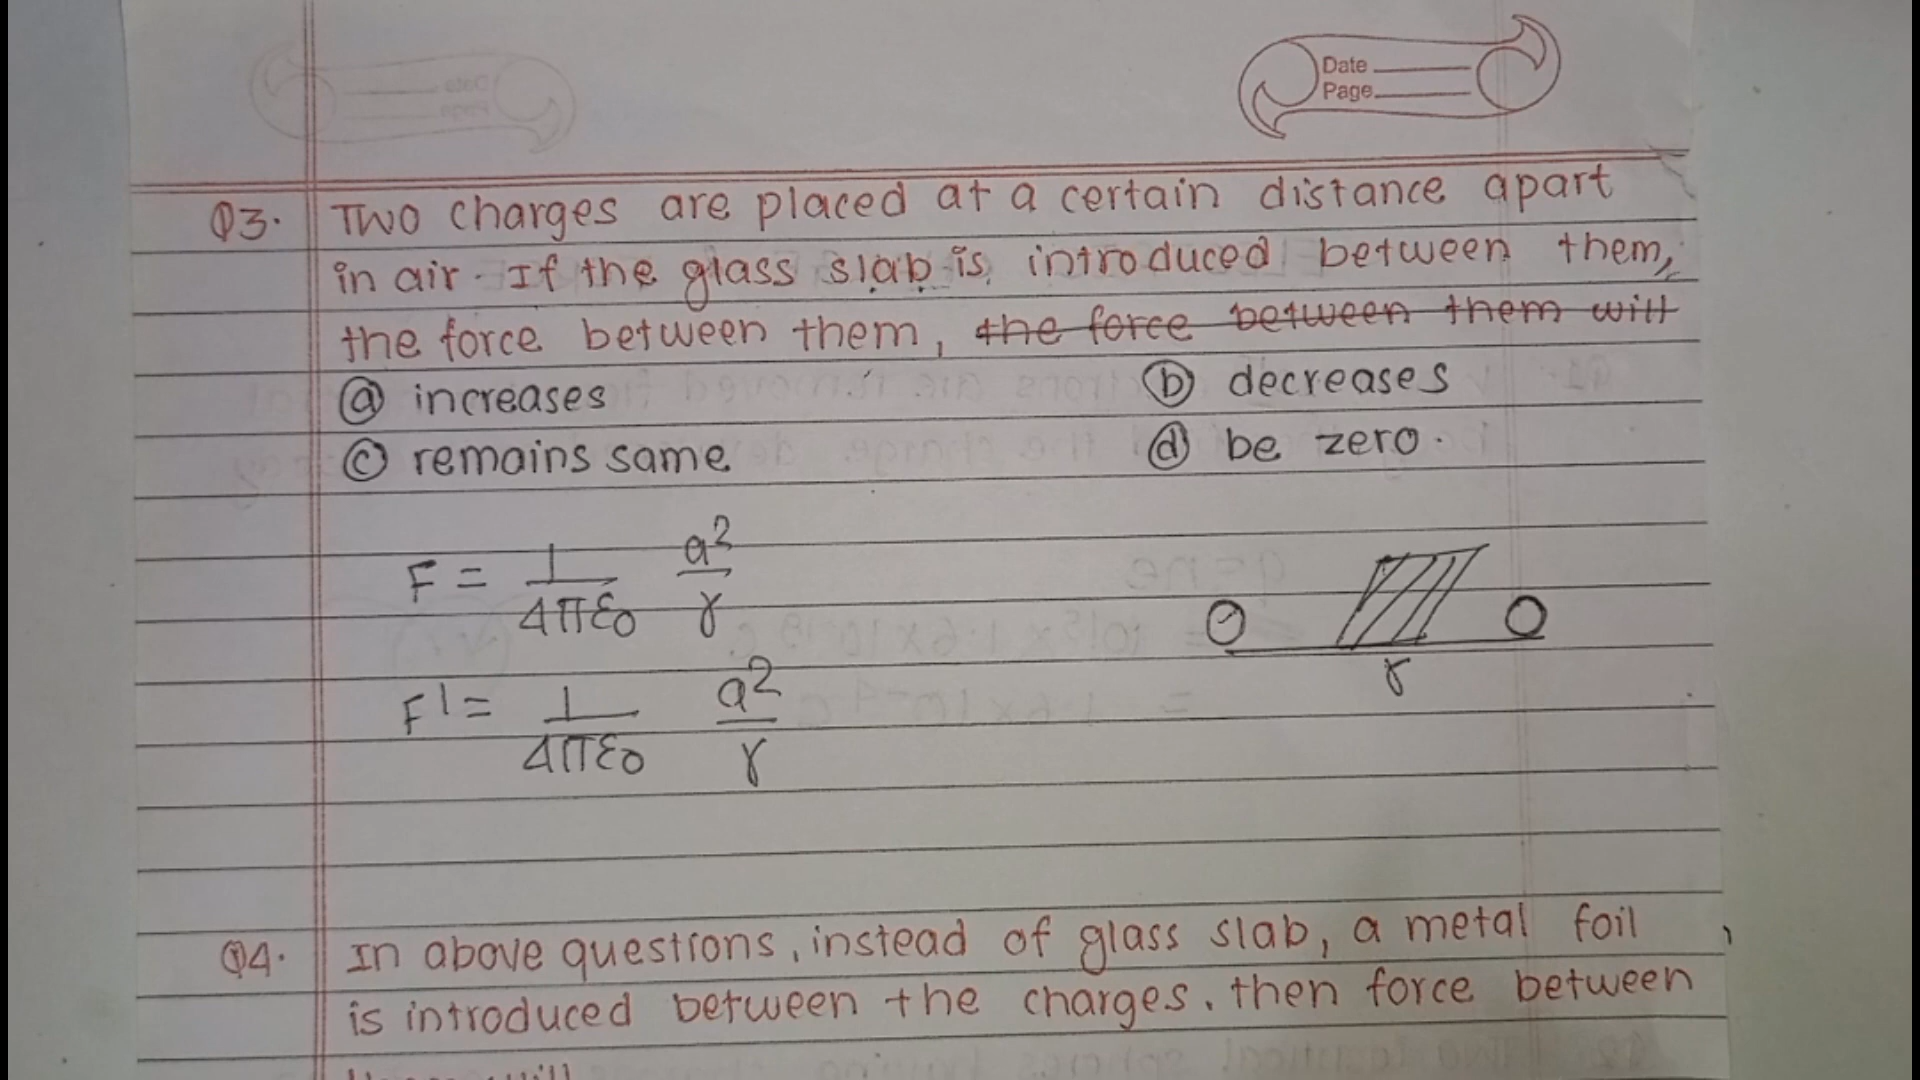 Date
Page
Q3. Two charges are placed at a certain distance apart
in air. If the glass slab is introduced between them,
the force between them, the force between them will
ⓐ increases ⓑ decreases
ⓒ remains same ⓓ be zero.
F = 1/4πε0 q²/r
F' = 1/4πε0 q²/r
r
Q4. In above questions, instead of glass slab, a metal foil
is introduced between the charges, then force between